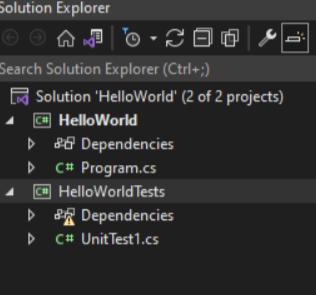 Solution Explorer
Search Solution Explorer (Ctrl+;)
Solution 'HelloWorld' (2 of 2 projects)
C# HelloWorld
Dependencies
C# Program.cs
C# HelloWorldTests
Dependencies
C# UnitTest1.cs